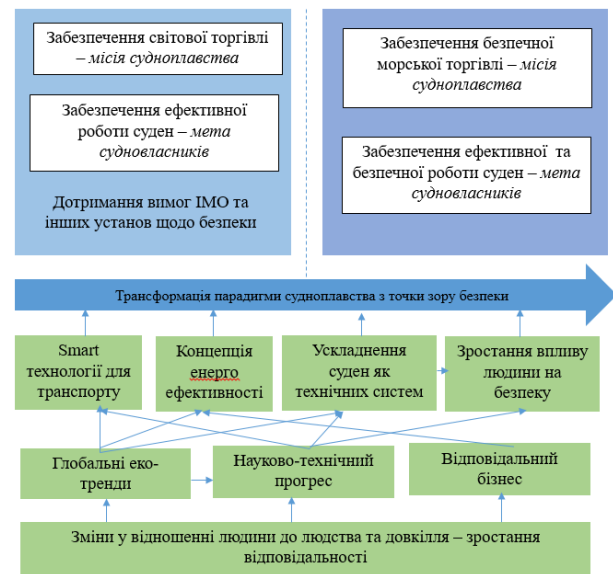 Забезпечення світової торгівлі
– місія судноплавства
Забезпечення ефективної
роботи суден – мета
судновласників
Дотримання вимог ІМО та
інших установ щодо безпеки
Забезпечення безпечної
морської торгівлі – місія
судноплавства
Забезпечення ефективної та
безпечної роботи суден – мета
судновласників
Трансформація парадигми судноплавства з точки зору безпеки
Smart
технології для
транспорту
Концепція
енерго
ефективності
Ускладнення
суден як
технічних систем
Зростання впливу
людини на
безпеку
Глобальні еко-
тренди
Науково-технічний
прогрес
Відповідальний
бізнес
Зміни у відношенні людини до людства та довкілля – зростання
відповідальності